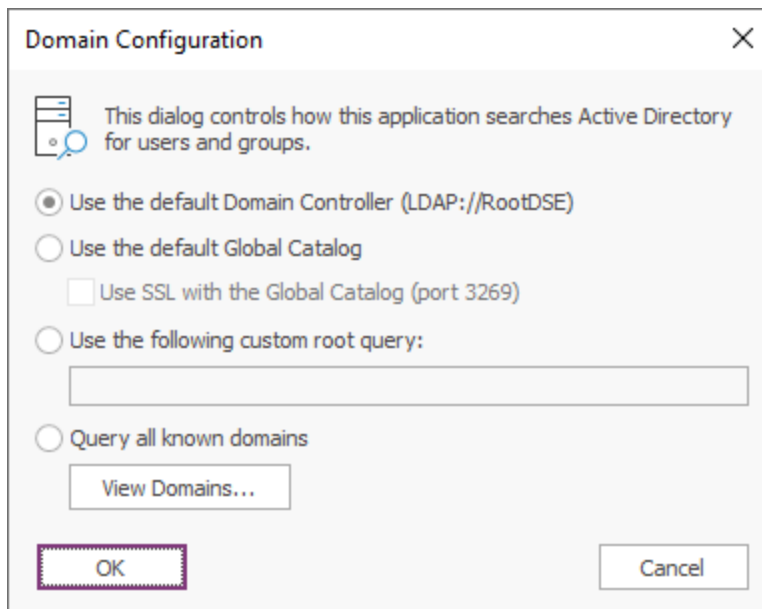 Domain Configuration
This dialog controls how this application searches Active Directory
for users and groups.
Use the default Domain Controller (LDAP://RootDSE)
Use the default Global Catalog
Use SSL with the Global Catalog (port 3269)
Use the following custom root query:
Query all known domains
View Domains...
OK
Cancel